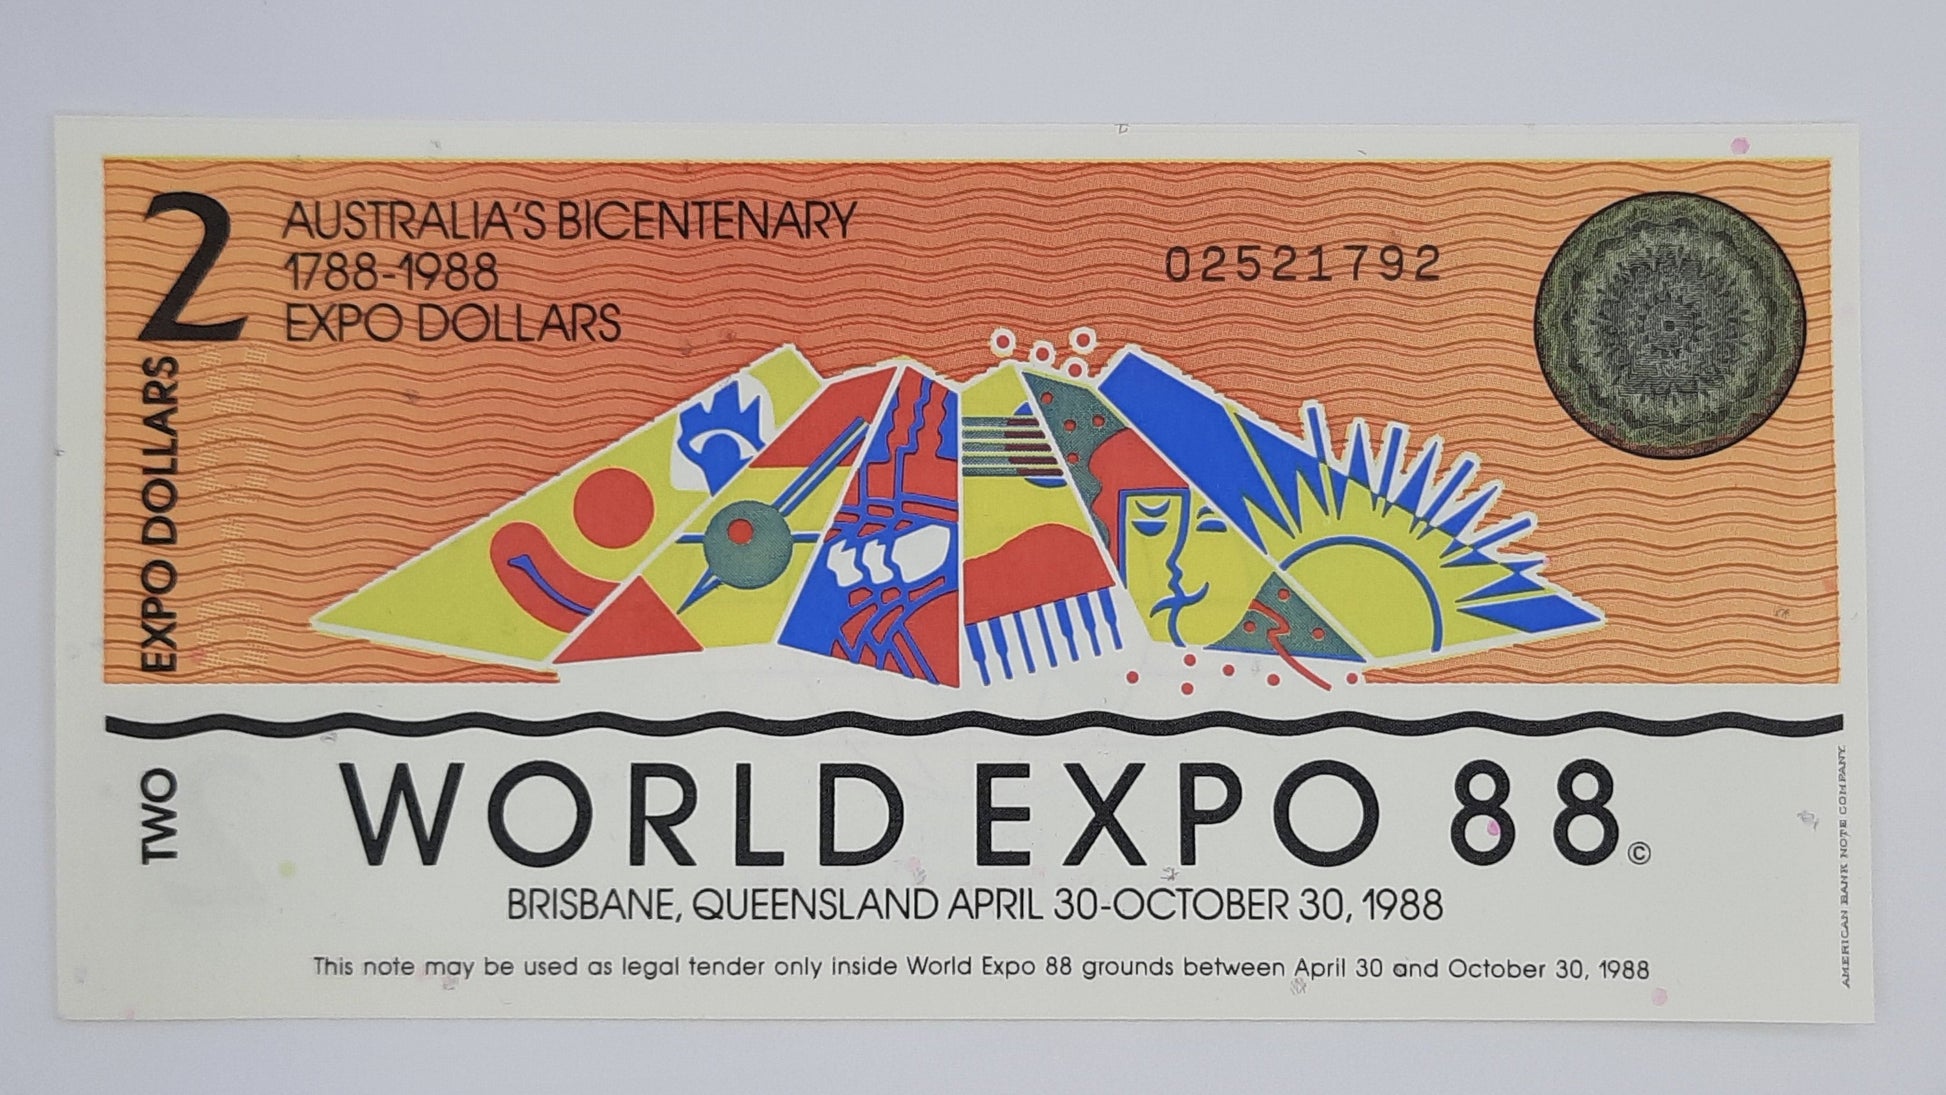 2
AUSTRALIA'S BICENTENARY
1788-1988
EXPO DOLLARS
02521792
EXPO DOLLARS
TWO
WORLD EXPO 88©
BRISBANE, QUEENSLAND APRIL 30-OCTOBER 30, 1988
This note may be used as legal tender only inside World Expo 88 grounds between April 30 and October 30, 1988
AMERICAN BANK NOTE COMPANY.